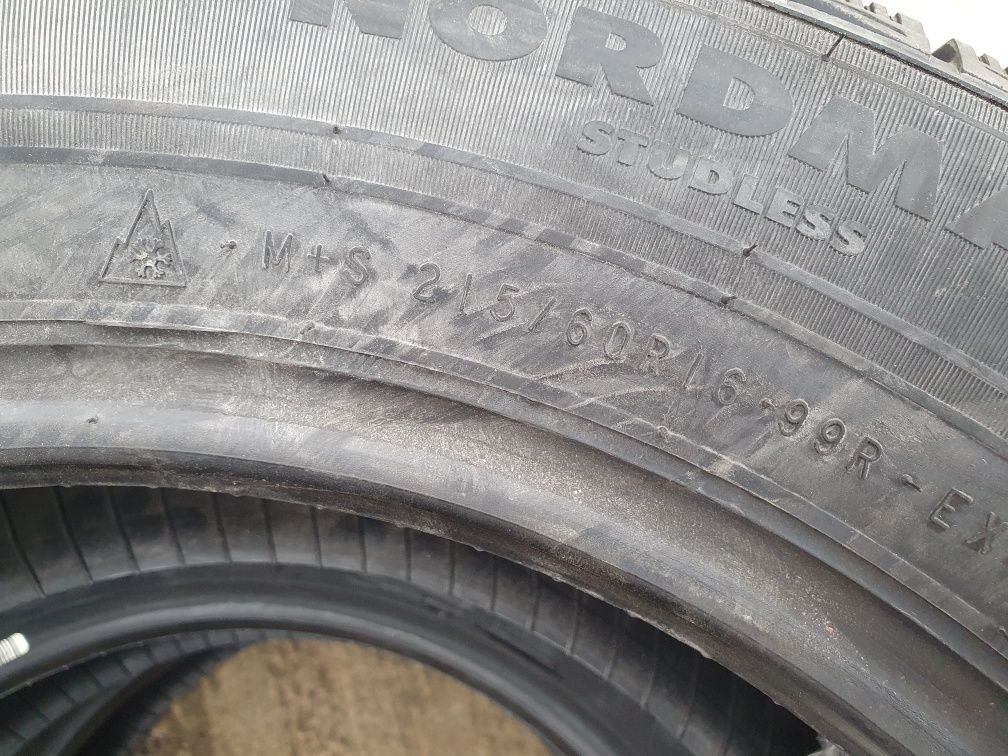 NORDMA
STUDLESS
M+S 215/60R16 99R - EX